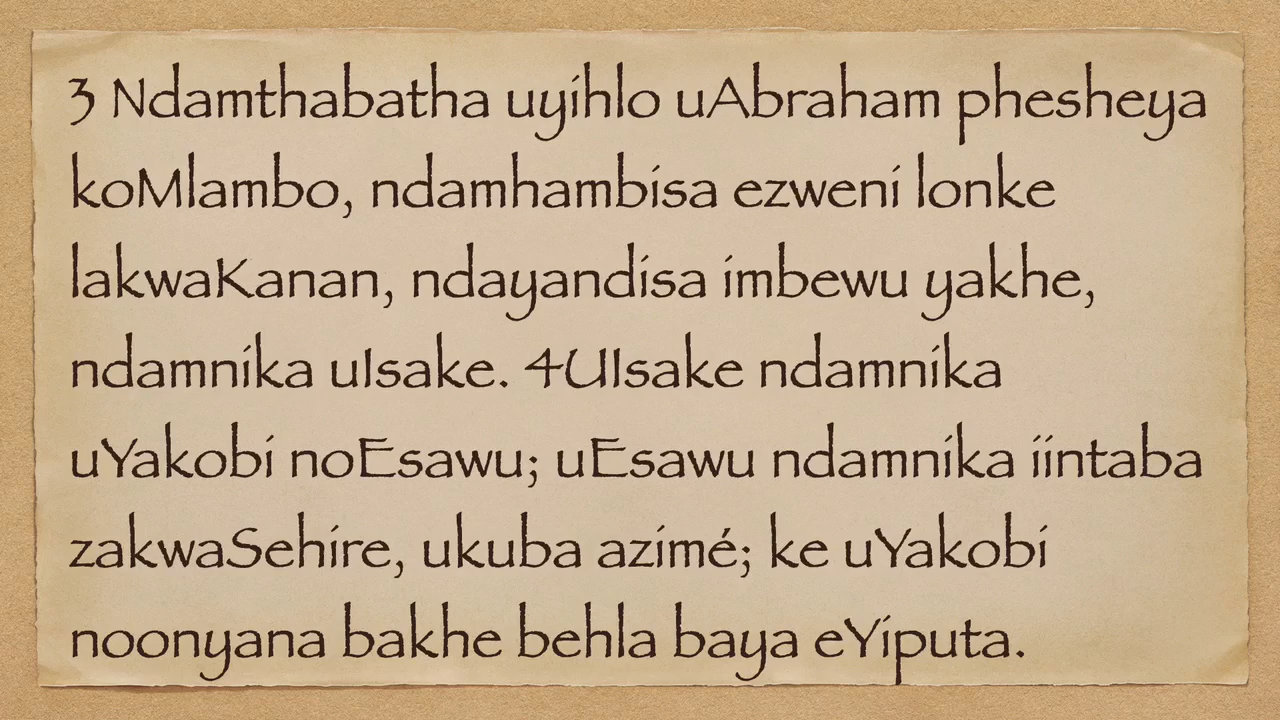 3 Ndamthabatha uyihlo uAbraham phesheya
koMlambo, ndamhambisa ezweni lonke
lakwaKanan, ndayandisa imbewu yakhe,
ndamnika uIsake. 4UIsake ndamnika
uYakobi noEsawu; uEsawu ndamnika iintaba
zakwaSehire, ukuba azimé; ke uYakobi
noonyana bakhe behla baya eYiputa.